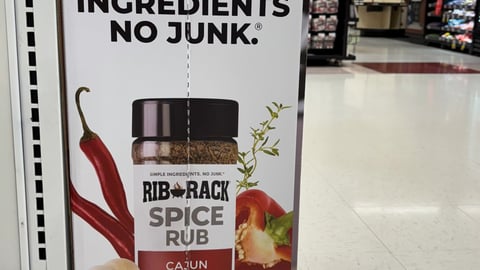 INGREDIENTS
NO JUNK.®
SIMPLE INGREDIENTS. NO JUNK.
RIB RACK
SPICE
RUB
CAJUN